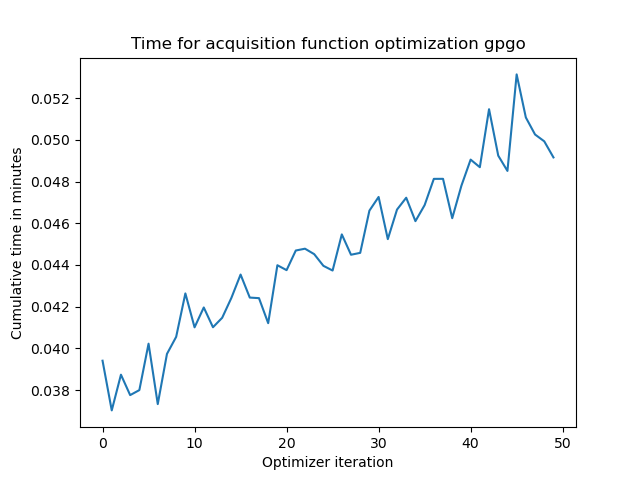 Time for acquisition function optimization gpgo
Cumulative time in minutes
0.052
0.050
0.048
0.046
0.044
0.042
0.040
0.038
0 10 20 30 40 50
Optimizer iteration